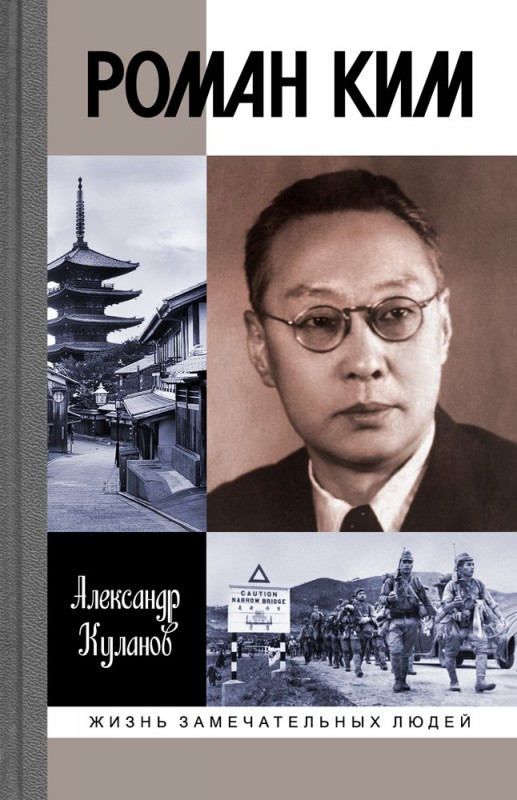 РОМАН КИМ
Александр
Куланов
CAUTION
NARROW BRIDGE
ЖИЗНЬ ЗАМЕЧАТЕЛЬНЫХ ЛЮДЕЙ